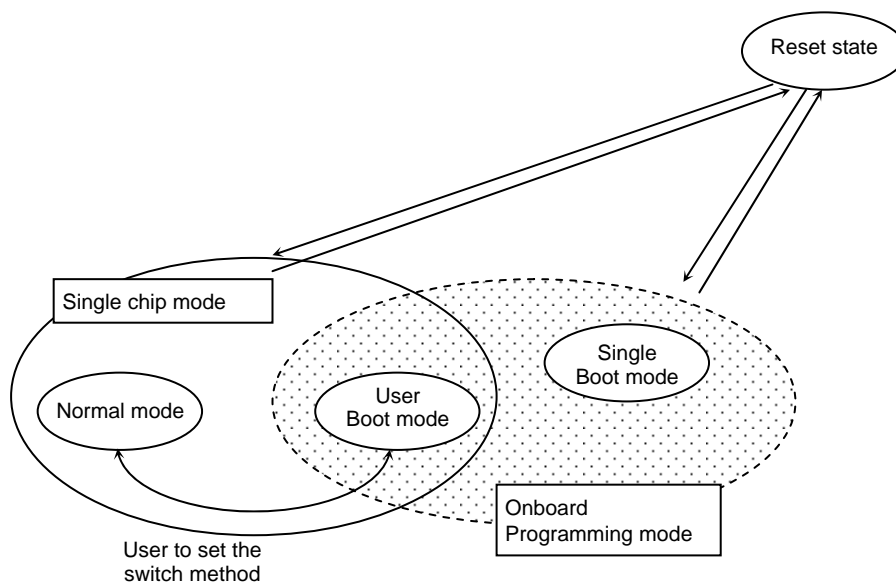 Reset state
Single chip mode
Single
Boot mode
Normal mode
User
Boot mode
Onboard
Programming mode
User to set the
switch method